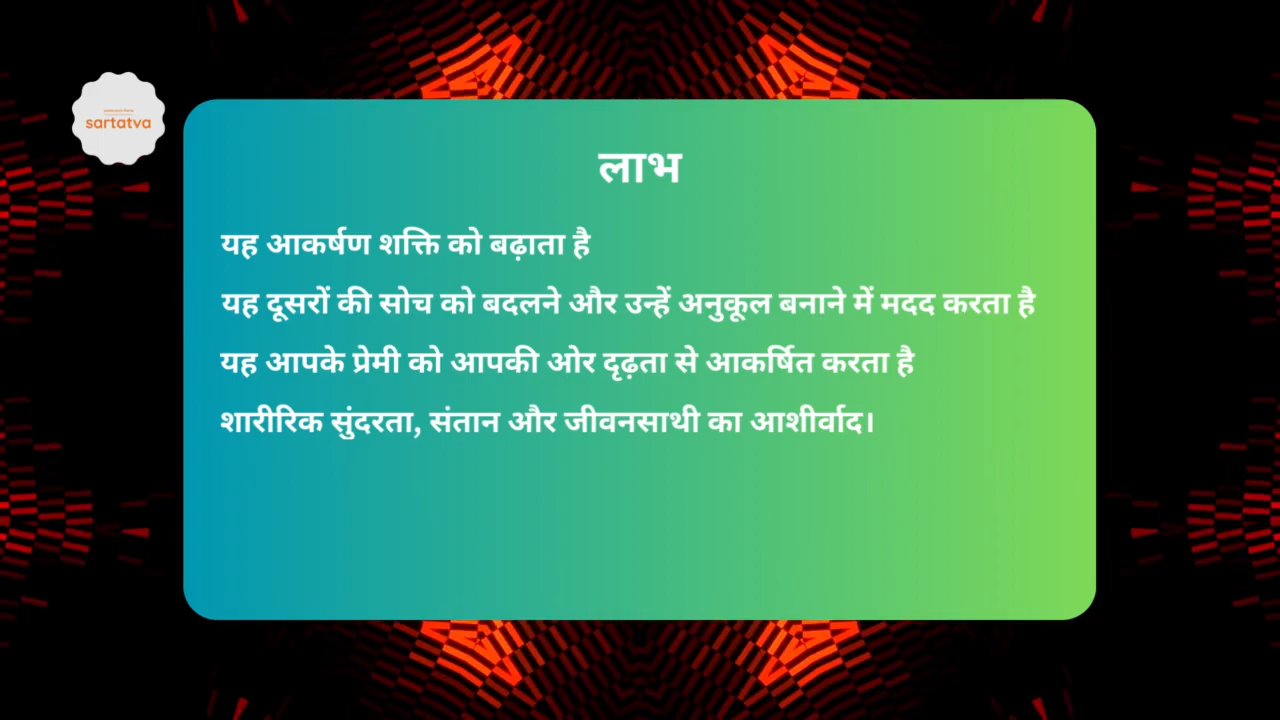 sartatva
लाभ
यह आकर्षण शक्ति को बढ़ाता है
यह दूसरों की सोच को बदलने और उन्हें अनुकूल बनाने में मदद करता है
यह आपके प्रेमी को आपकी ओर दृढ़ता से आकर्षित करता है
शारीरिक सुंदरता, संतान और जीवनसाथी का आशीर्वाद।